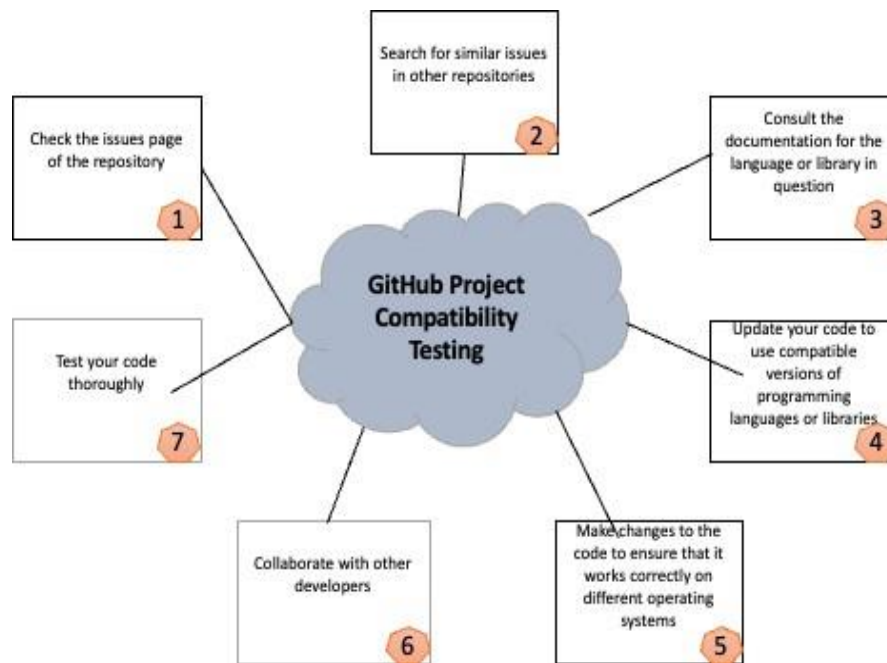 Check the issues page
of the repository
1
Search for similar issues
in other repositories
2
Consult the
documentation for the
language or library in
question
3
Update your code to
use compatible
versions of
programming
languages or libraries
4
Make changes to the
code to ensure that it
works correctly on
different operating
systems
5
Collaborate with other
developers
6
Test your code
thoroughly
7
GitHub Project
Compatibility
Testing